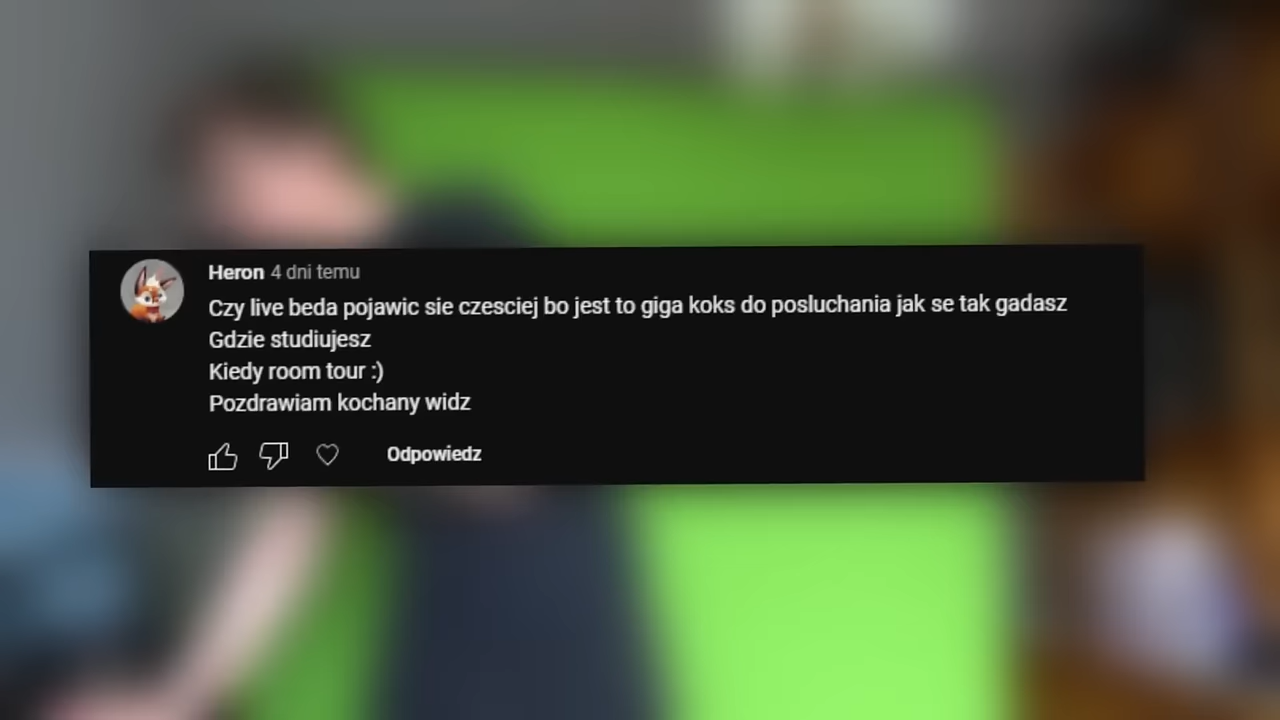 Heron 4 dni temu
Czy live beda pojawic sie czesciej bo jest to giga koks do posluchania jak se tak gadasz
Gdzie studiujesz
Kiedy room tour :)
Pozdrawiam kochany widz
Odpowiedz